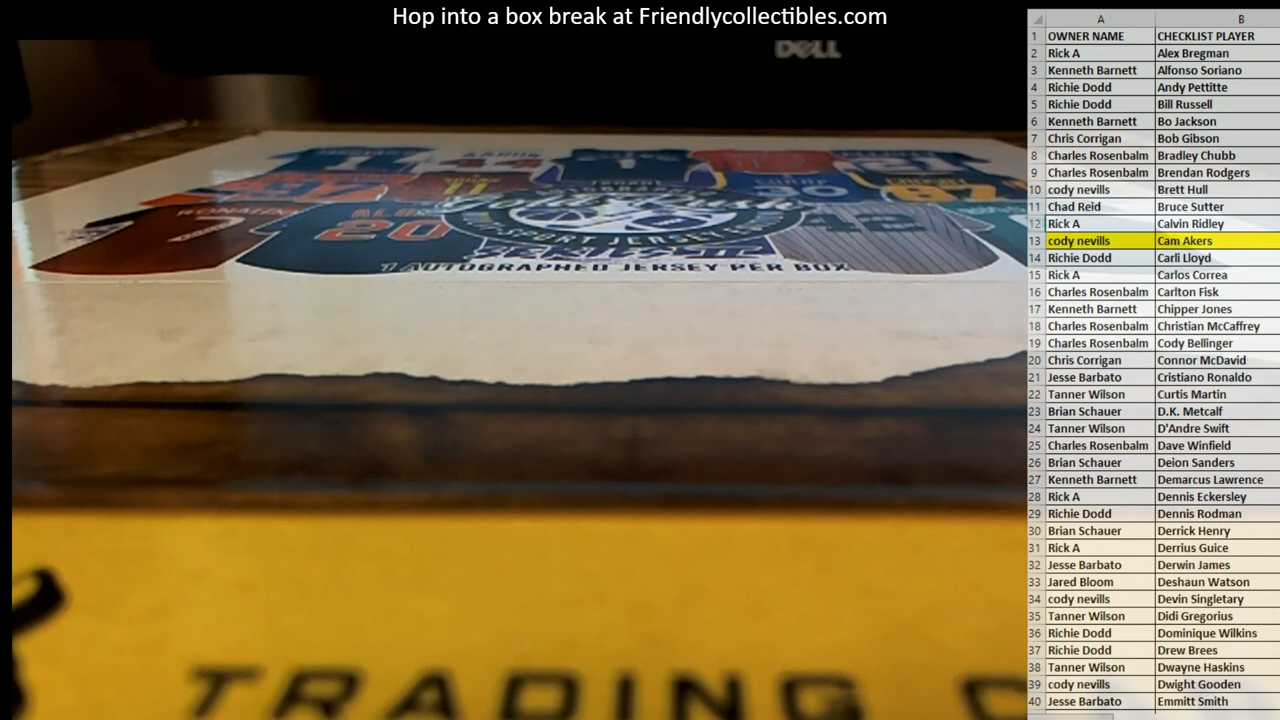 Hop into a box break at Friendlycollectibles.com
DELL
RONALDO
20
12
1 AUTOGRAPHED JERSEY PER BOX
TRADING
A B
1 OWNER NAME CHECKLIST PLAYER
2 Rick A Alex Bregman
3 Kenneth Barnett Alfonso Soriano
4 Richie Dodd Andy Pettitte
5 Richie Dodd Bill Russell
6 Kenneth Barnett Bo Jackson
7 Chris Corrigan Bob Gibson
8 Charles Rosenbalm Bradley Chubb
9 Charles Rosenbalm Brendan Rodgers
10 cody nevills Brett Hull
11 Chad Reid Bruce Sutter
12 Rick A Calvin Ridley
13 cody nevills Cam Akers
14 Richie Dodd Carli Lloyd
15 Rick A Carlos Correa
16 Charles Rosenbalm Carlton Fisk
17 Kenneth Barnett Chipper Jones
18 Charles Rosenbalm Christian McCaffrey
19 Charles Rosenbalm Cody Bellinger
20 Chris Corrigan Connor McDavid
21 Jesse Barbato Cristiano Ronaldo
22 Tanner Wilson Curtis Martin
23 Brian Schauer D.K. Metcalf
24 Tanner Wilson D'Andre Swift
25 Charles Rosenbalm Dave Winfield
26 Brian Schauer Deion Sanders
27 Kenneth Barnett Demarcus Lawrence
28 Rick A Dennis Eckersley
29 Richie Dodd Dennis Rodman
30 Brian Schauer Derrick Henry
31 Rick A Derrius Guice
32 Jesse Barbato Derwin James
33 Jared Bloom Deshaun Watson
34 cody nevills Devin Singletary
35 Tanner Wilson Didi Gregorius
36 Richie Dodd Dominique Wilkins
37 Richie Dodd Drew Brees
38 Tanner Wilson Dwayne Haskins
39 cody nevills Dwight Gooden
40 Jesse Barbato Emmitt Smith